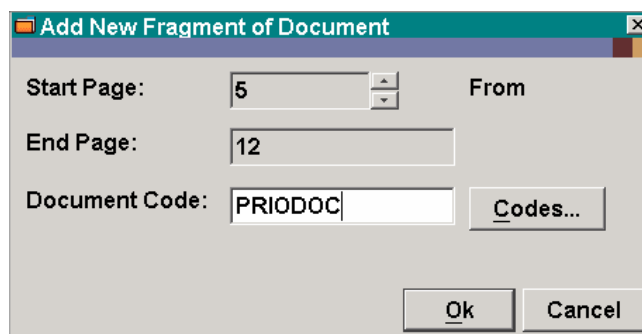 Add New Fragment of Document
Start Page: 5 From
End Page: 12
Document Code: PRIODOC Codes...
Ok Cancel